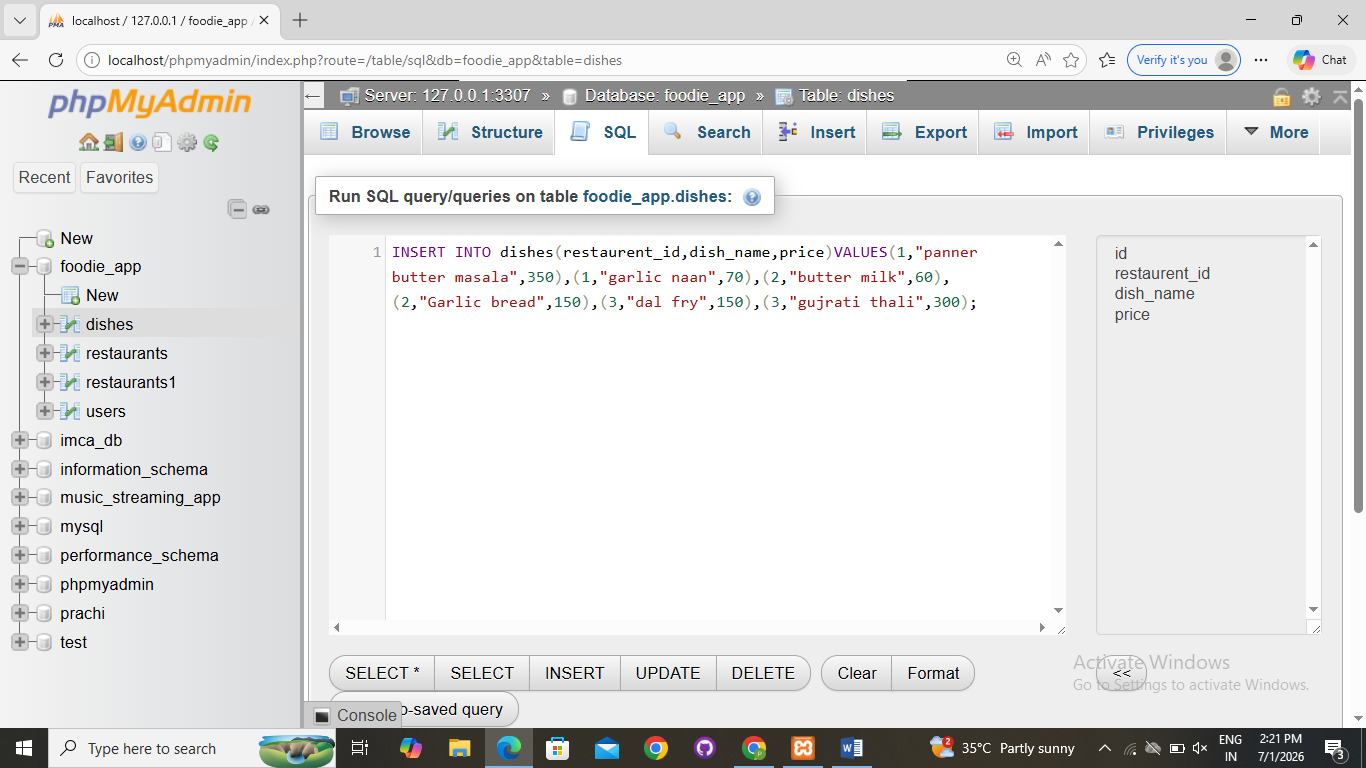 localhost / 127.0.0.1 / foodie_app
localhost/phpmyadmin/index.php?route=/table/sql&db=foodie_app&table=dishes
Verify it's you
Chat
phpMyAdmin
Recent
Favorites
New
foodie_app
New
dishes
restaurants
restaurants1
users
imca_db
information_schema
music_streaming_app
mysql
performance_schema
phpmyadmin
prachi
test
Server: 127.0.0.1:3307 » Database: foodie_app » Table: dishes
Browse Structure SQL Search Insert Export Import Privileges More
Run SQL query/queries on table foodie_app.dishes:
1 INSERT INTO dishes(restaurent_id,dish_name,price)VALUES(1,"panner
butter masala",350),(1,"garlic naan",70),(2,"butter milk",60),
(2,"Garlic bread",150),(3,"dal fry",150),(3,"gujrati thali",300);
id
restaurent_id
dish_name
price
SELECT * SELECT INSERT UPDATE DELETE Clear Format <<
o-saved query
Console
Activate Windows
Go to Settings to activate Windows.
Type here to search
35°C Partly sunny
ENG
IN
2:21 PM
7/1/2026
3